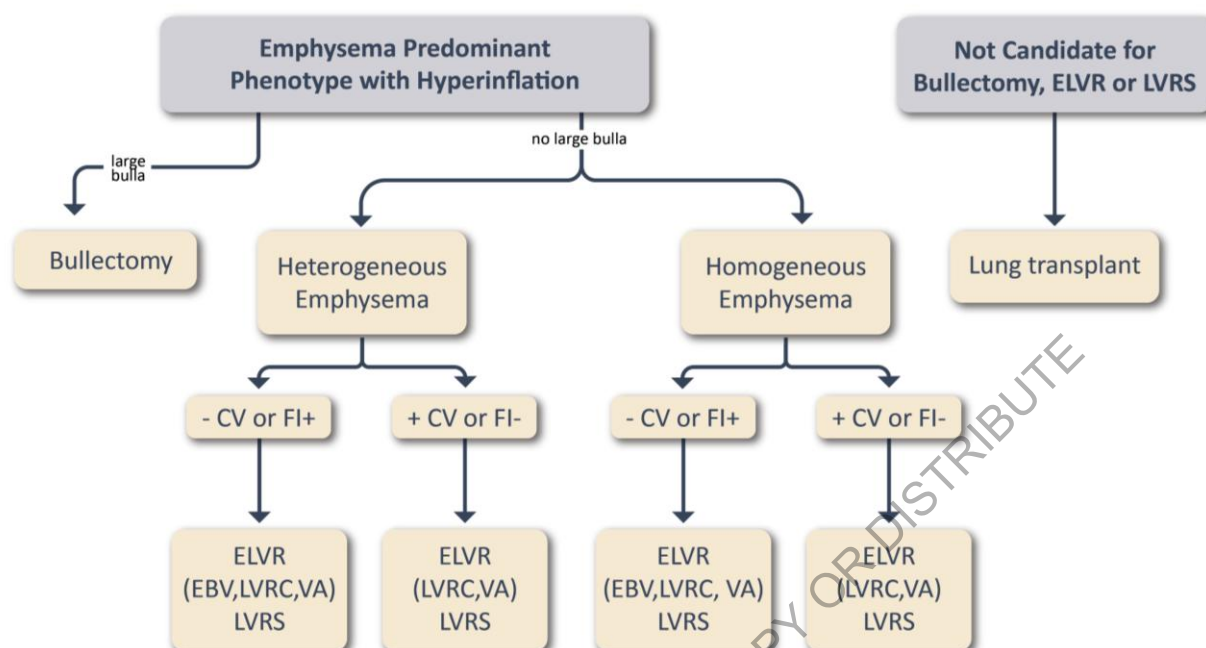 Emphysema Predominant
Phenotype with Hyperinflation
Not Candidate for
Bullectomy, ELVR or LVRS
large
bulla
no large bulla
Bullectomy
Heterogeneous
Emphysema
Homogeneous
Emphysema
Lung transplant
- CV or FI+
+ CV or FI-
- CV or FI+
+ CV or FI-
ELVR
(EBV,LVRC,VA)
LVRS
ELVR
(LVRC,VA)
LVRS
ELVR
(EBV,LVRC, VA)
LVRS
ELVR
(LVRC,VA)
LVRS
OR DISTRIBUTE